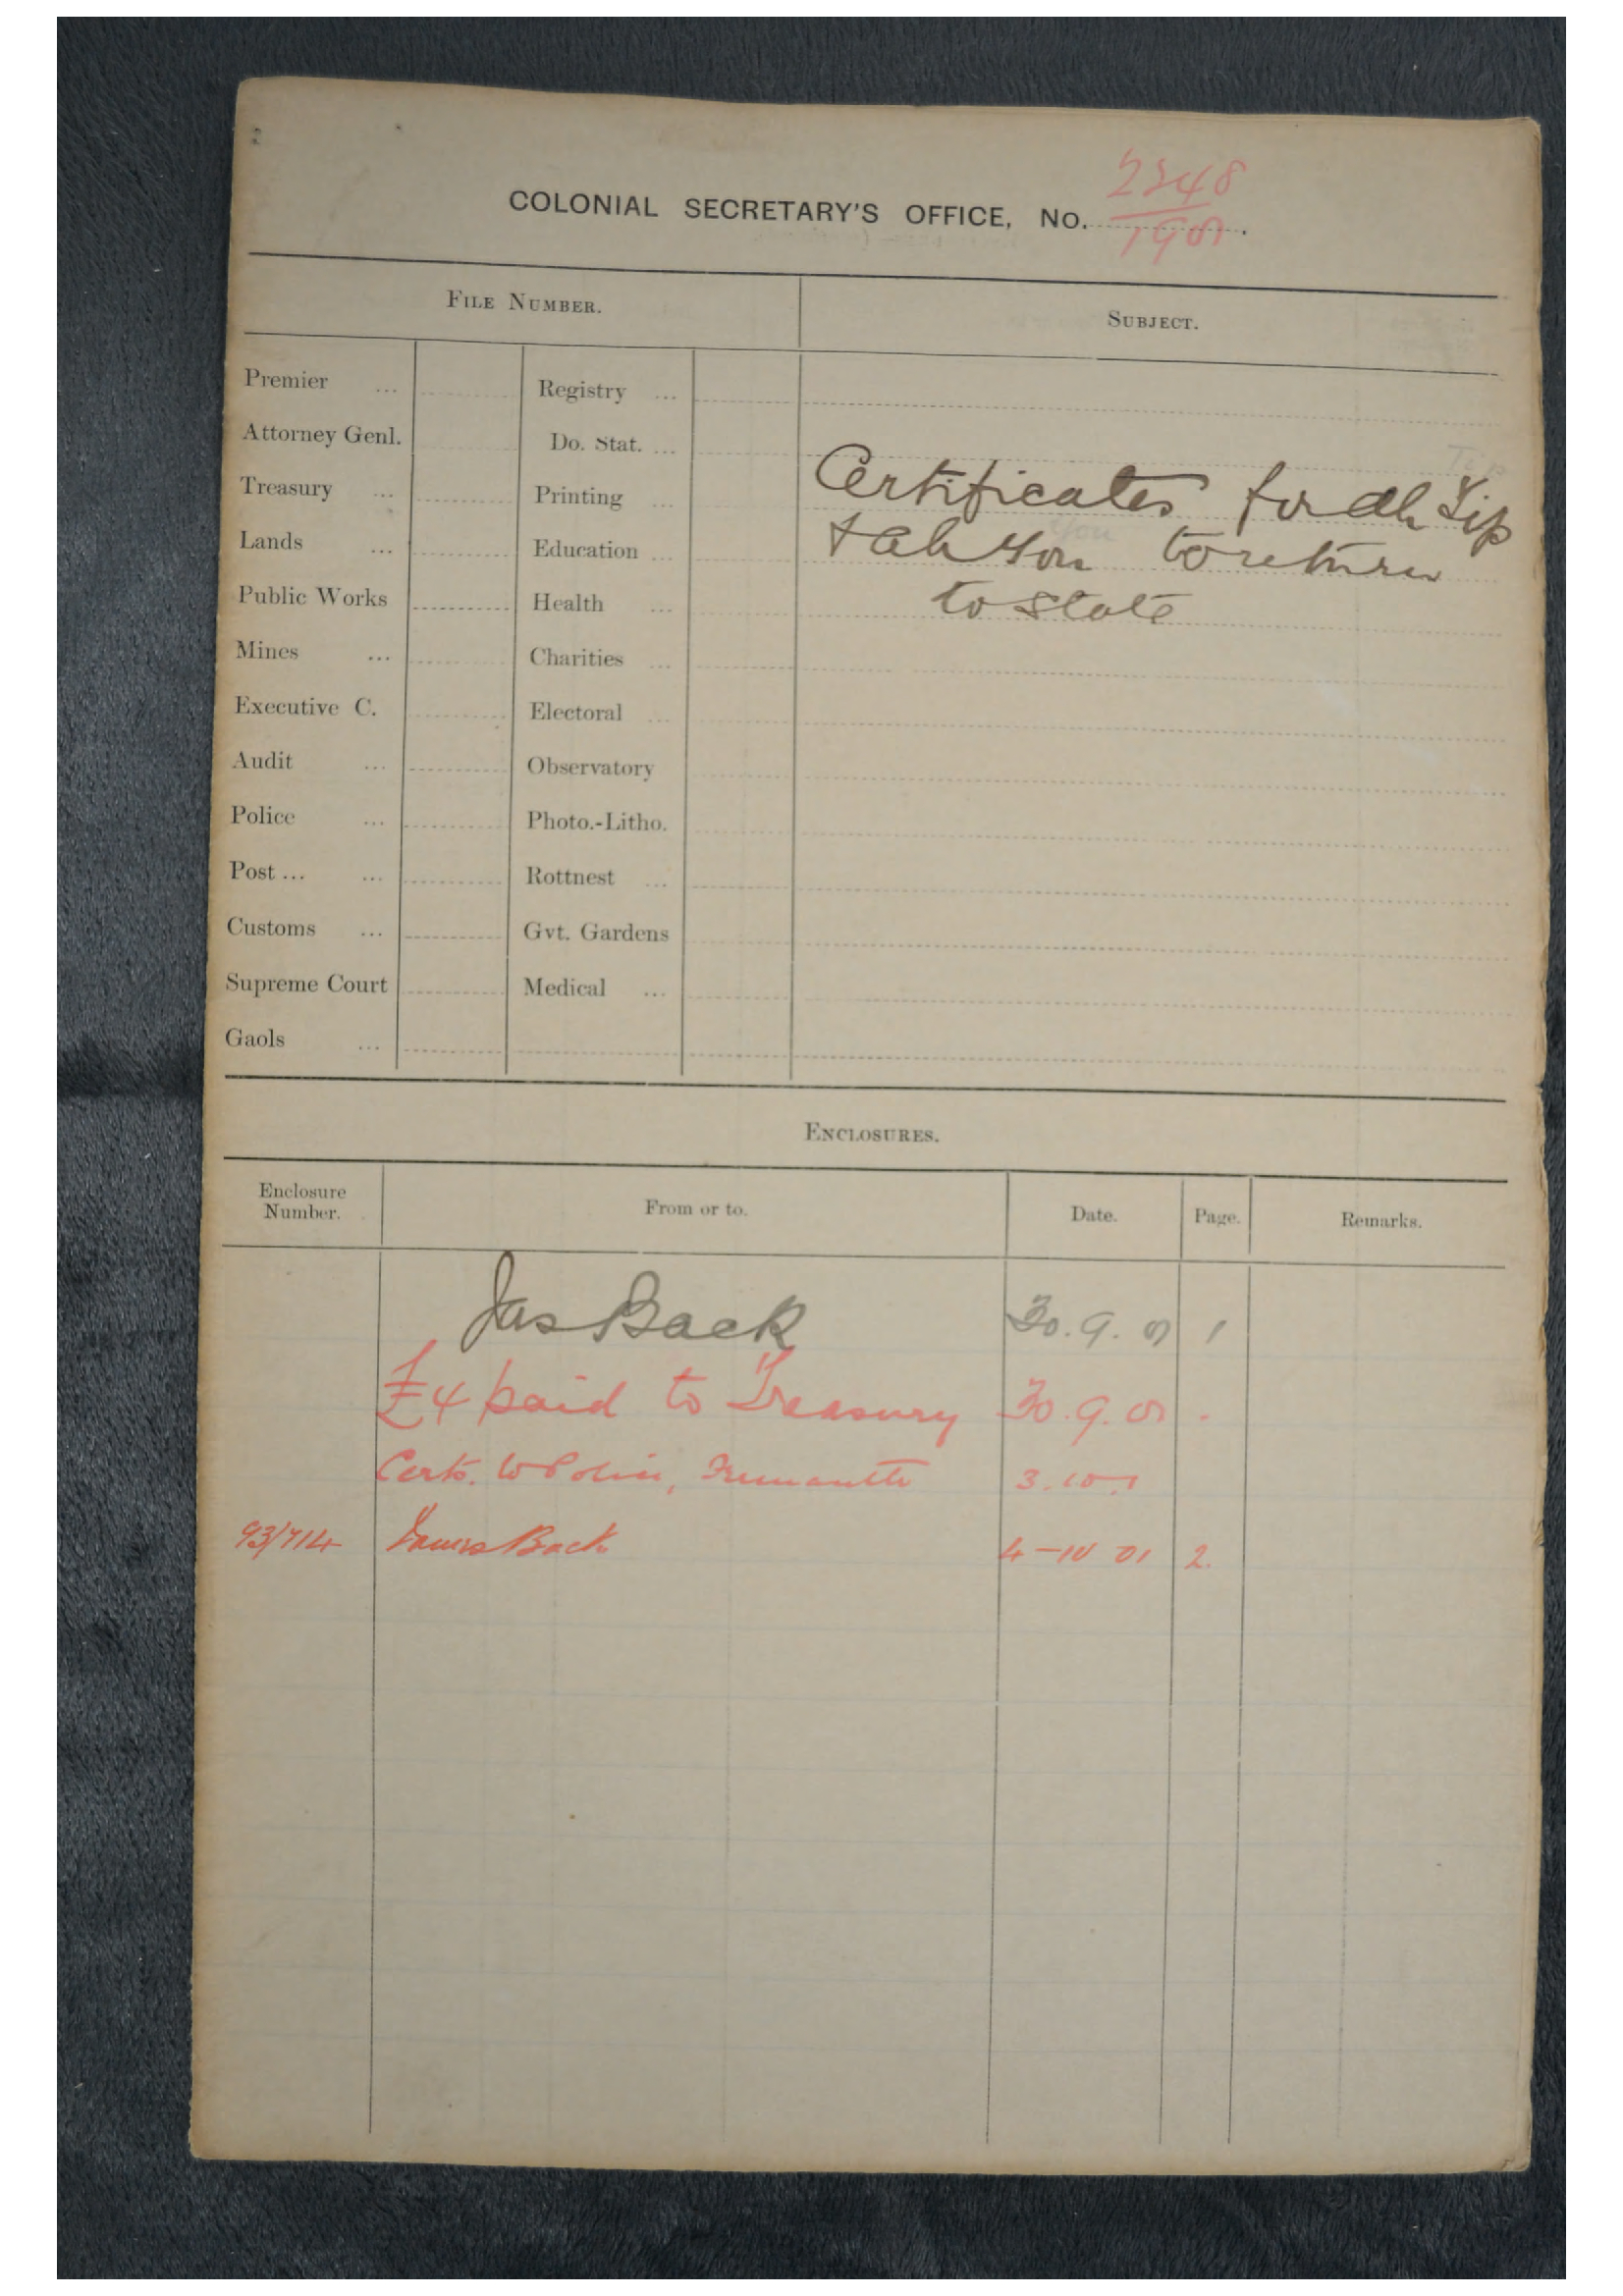 COLONIAL SECRETARY'S OFFICE, No. 2348/1901.
FILE NUMBER. SUBJECT.
Premier ... Registry ...
Attorney Genl. Do. Stat. ...
Treasury ... Printing ...
Lands ... Education ...
Public Works Health ...
Mines ... Charities ...
Executive C. Electoral ...
Audit ... Observatory
Police ... Photo.-Litho.
Post ... ... Rottnest ...
Customs ... Gvt. Gardens
Supreme Court Medical ...
Gaols ...
Tip
Certificates for Ah Yip
You
& Ah You to return
to State
ENCLOSURES.
Enclosure Number. From or to. Date. Page. Remarks.
Jas Back 30.9.01 1
£4 paid to Treasury 30.9.01 -
Certs. to Police, Fremantle 3.10.1
93/714 James Back 4-10 01 2.